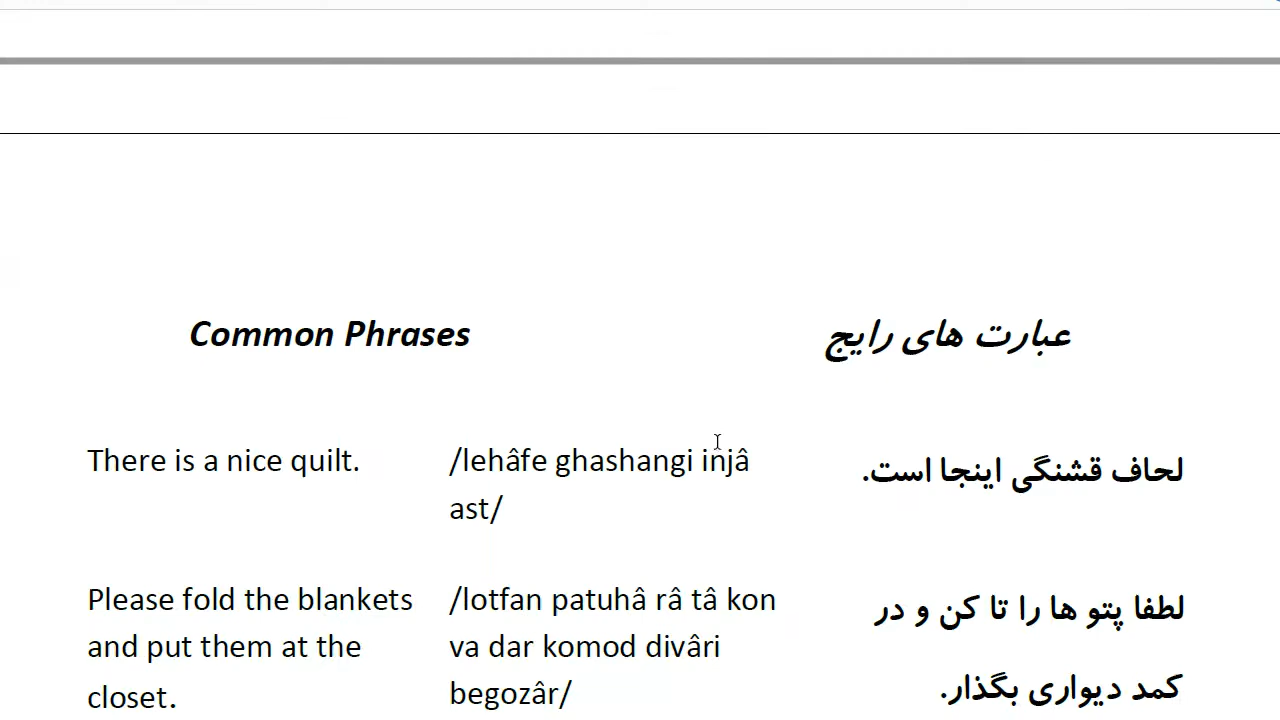 Common Phrases
عبارت های رایج
There is a nice quilt.
/lehâfe ghashangi injâ
ast/
لحاف قشنگی اینجا است.
Please fold the blankets
and put them at the
closet.
/lotfan patuhâ râ tâ kon
va dar komod divâri
begozâr/
لطفا پتو ها را تا کن و در
کمد دیواری بگذار.